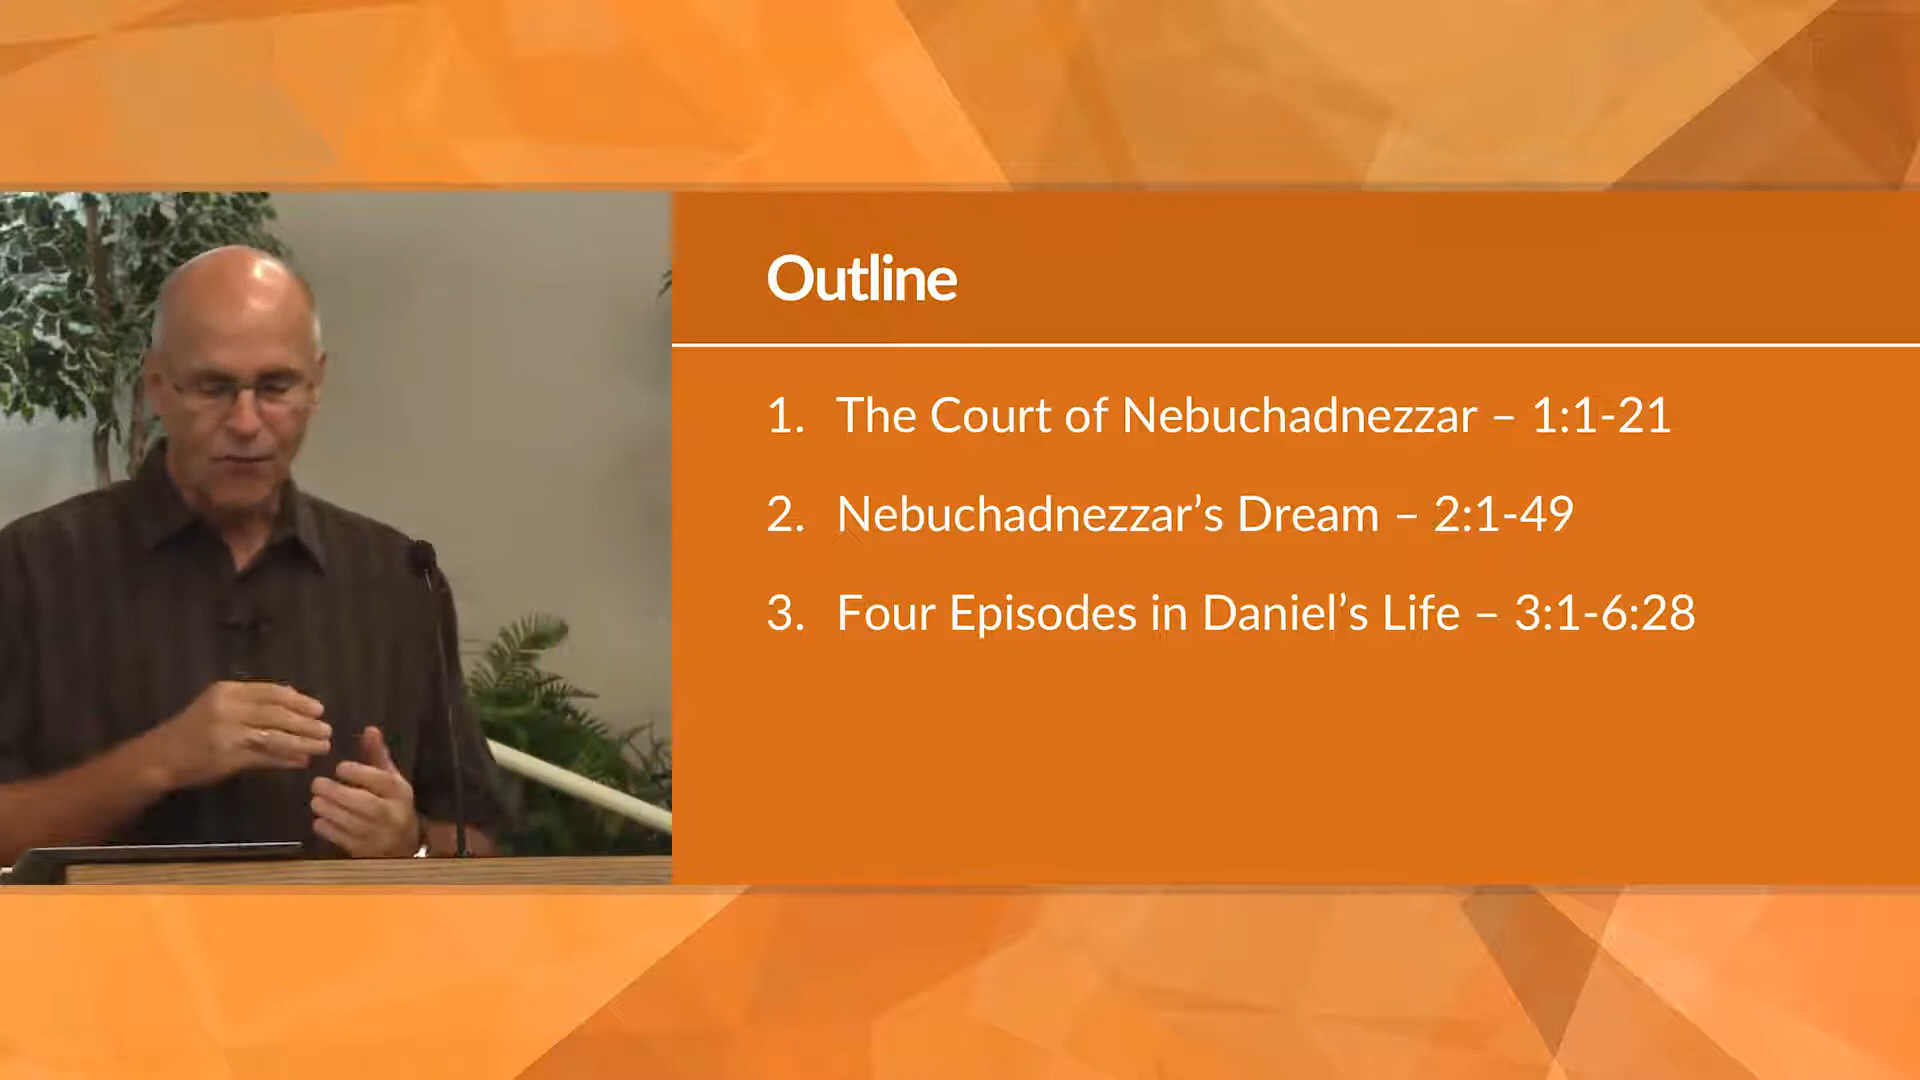 Outline
1. The Court of Nebuchadnezzar – 1:1-21
2. Nebuchadnezzar’s Dream – 2:1-49
3. Four Episodes in Daniel’s Life – 3:1-6:28